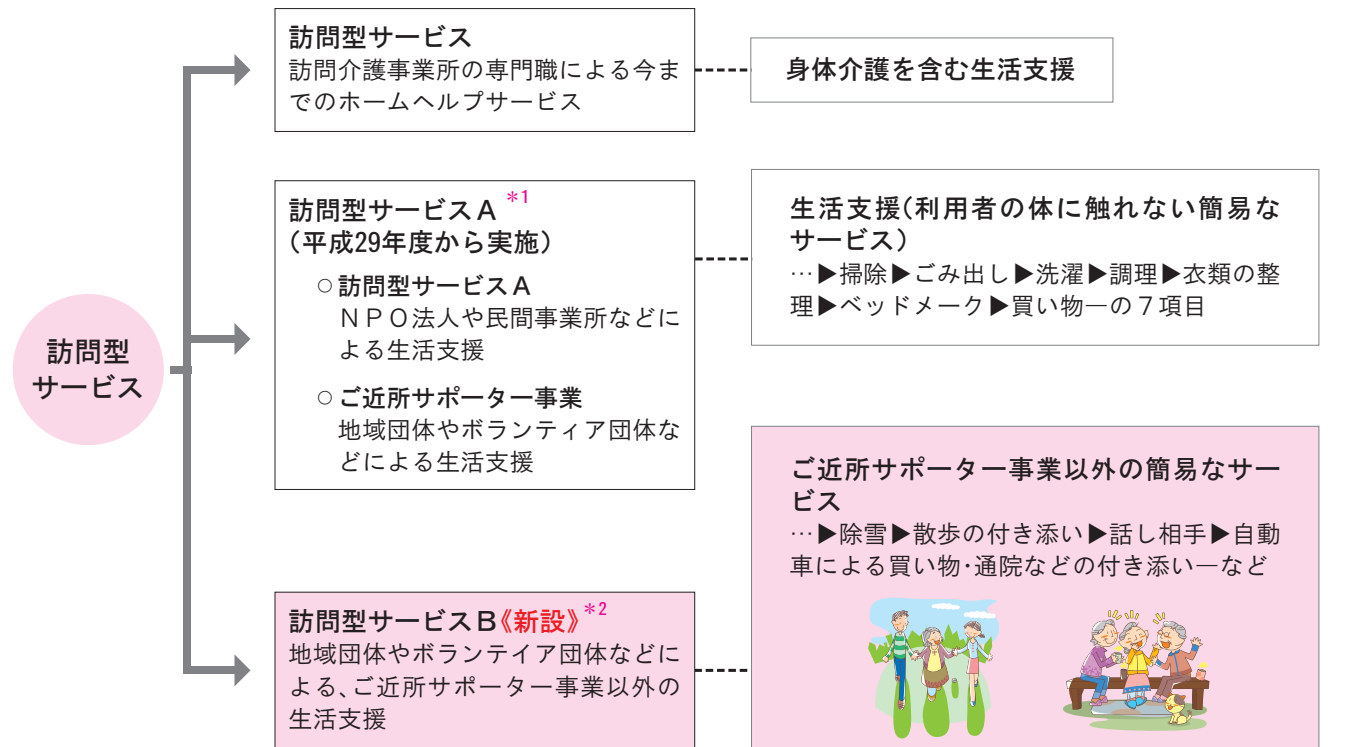 訪問型サービス
訪問介護事業所の専門職による今ま
でのホームヘルプサービス
身体介護を含む生活支援
訪問型サービスA *1
(平成29年度から実施)
○訪問型サービスA
NPO法人や民間事業所などに
よる生活支援
○ご近所サポーター事業
地域団体やボランティア団体な
どによる生活支援
生活支援(利用者の体に触れない簡易な
サービス)
…▶掃除▶ごみ出し▶洗濯▶調理▶衣類の整
理▶ベッドメーク▶買い物―の7項目
訪問型
サービス
訪問型サービスB《新設》*2
地域団体やボランテイア団体などに
よる、ご近所サポーター事業以外の
生活支援
ご近所サポーター事業以外の簡易なサー
ビス
…▶除雪▶散歩の付き添い▶話し相手▶自動
車による買い物・通院などの付き添い―など